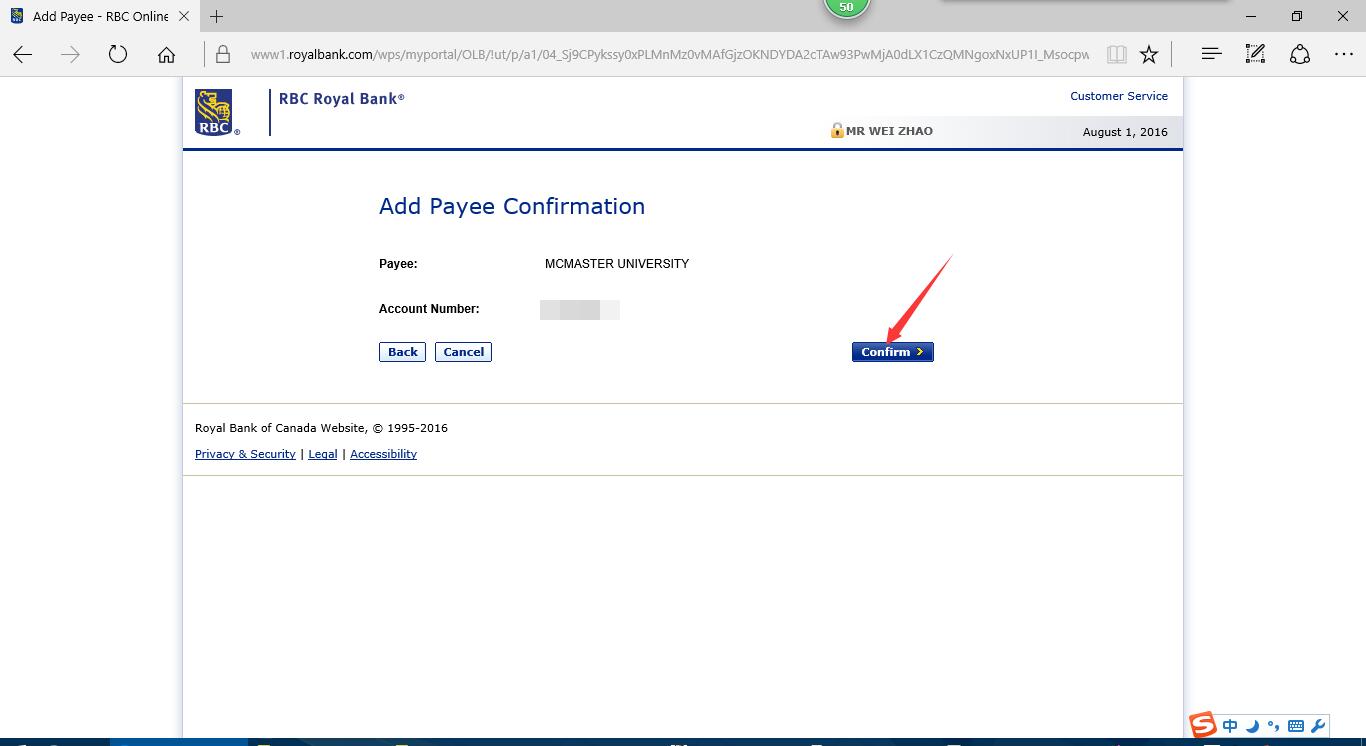 Add Payee - RBC Online
50
www1.royalbank.com/wps/myportal/OLB/!ut/p/a1/04_Sj9CPykssy0xPLMnMz0vMAfGjzOKNDYDA2cTAw93PwMjA0dLX1CzQMNgoxNxUP1I_Msocpw
RBC
RBC Royal Bank®
Customer Service
MR WEI ZHAO
August 1, 2016
Add Payee Confirmation
Payee: MCMASTER UNIVERSITY
Account Number:
Back Cancel Confirm >
Royal Bank of Canada Website, © 1995-2016
Privacy & Security | Legal | Accessibility
S 中